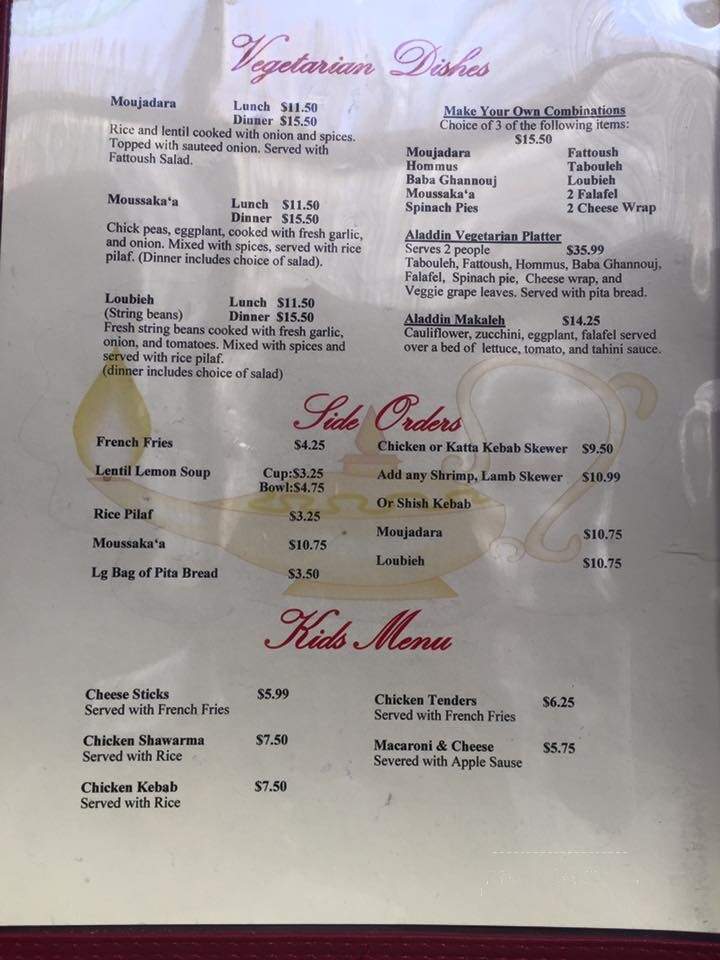 Vegetarian Dishes
Moujadara Lunch $11.50
Dinner $15.50
Rice and lentil cooked with onion and spices.
Topped with sauteed onion. Served with
Fattoush Salad.
Moussaka‘a Lunch $11.50
Dinner $15.50
Chick peas, eggplant, cooked with fresh garlic,
and onion. Mixed with spices, served with rice
pilaf. (Dinner includes choice of salad).
Loubieh Lunch $11.50
(String beans) Dinner $15.50
Fresh string beans cooked with fresh garlic,
onion, and tomatoes. Mixed with spices and
served with rice pilaf.
(dinner includes choice of salad)
Make Your Own Combinations
Choice of 3 of the following items:
$15.50
Moujadara Fattoush
Hommus Tabouleh
Baba Ghannouj Loubieh
Moussaka‘a 2 Falafel
Spinach Pies 2 Cheese Wrap
Aladdin Vegetarian Platter
Serves 2 people $35.99
Tabouleh, Fattoush, Hommus, Baba Ghannouj,
Falafel, Spinach pie, Cheese wrap, and
Veggie grape leaves. Served with pita bread.
Aladdin Makaleh $14.25
Cauliflower, zucchini, eggplant, falafel served
over a bed of lettuce, tomato, and tahini sauce.
Side Orders
French Fries $4.25
Lentil Lemon Soup Cup:$3.25
Bowl:$4.75
Rice Pilaf $3.25
Moussaka‘a $10.75
Lg Bag of Pita Bread $3.50
Chicken or Katta Kebab Skewer $9.50
Add any Shrimp, Lamb Skewer $10.99
Or Shish Kebab
Moujadara $10.75
Loubieh $10.75
Kids Menu
Cheese Sticks $5.99
Served with French Fries
Chicken Shawarma $7.50
Served with Rice
Chicken Kebab $7.50
Served with Rice
Chicken Tenders $6.25
Served with French Fries
Macaroni & Cheese $5.75
Severed with Apple Sause